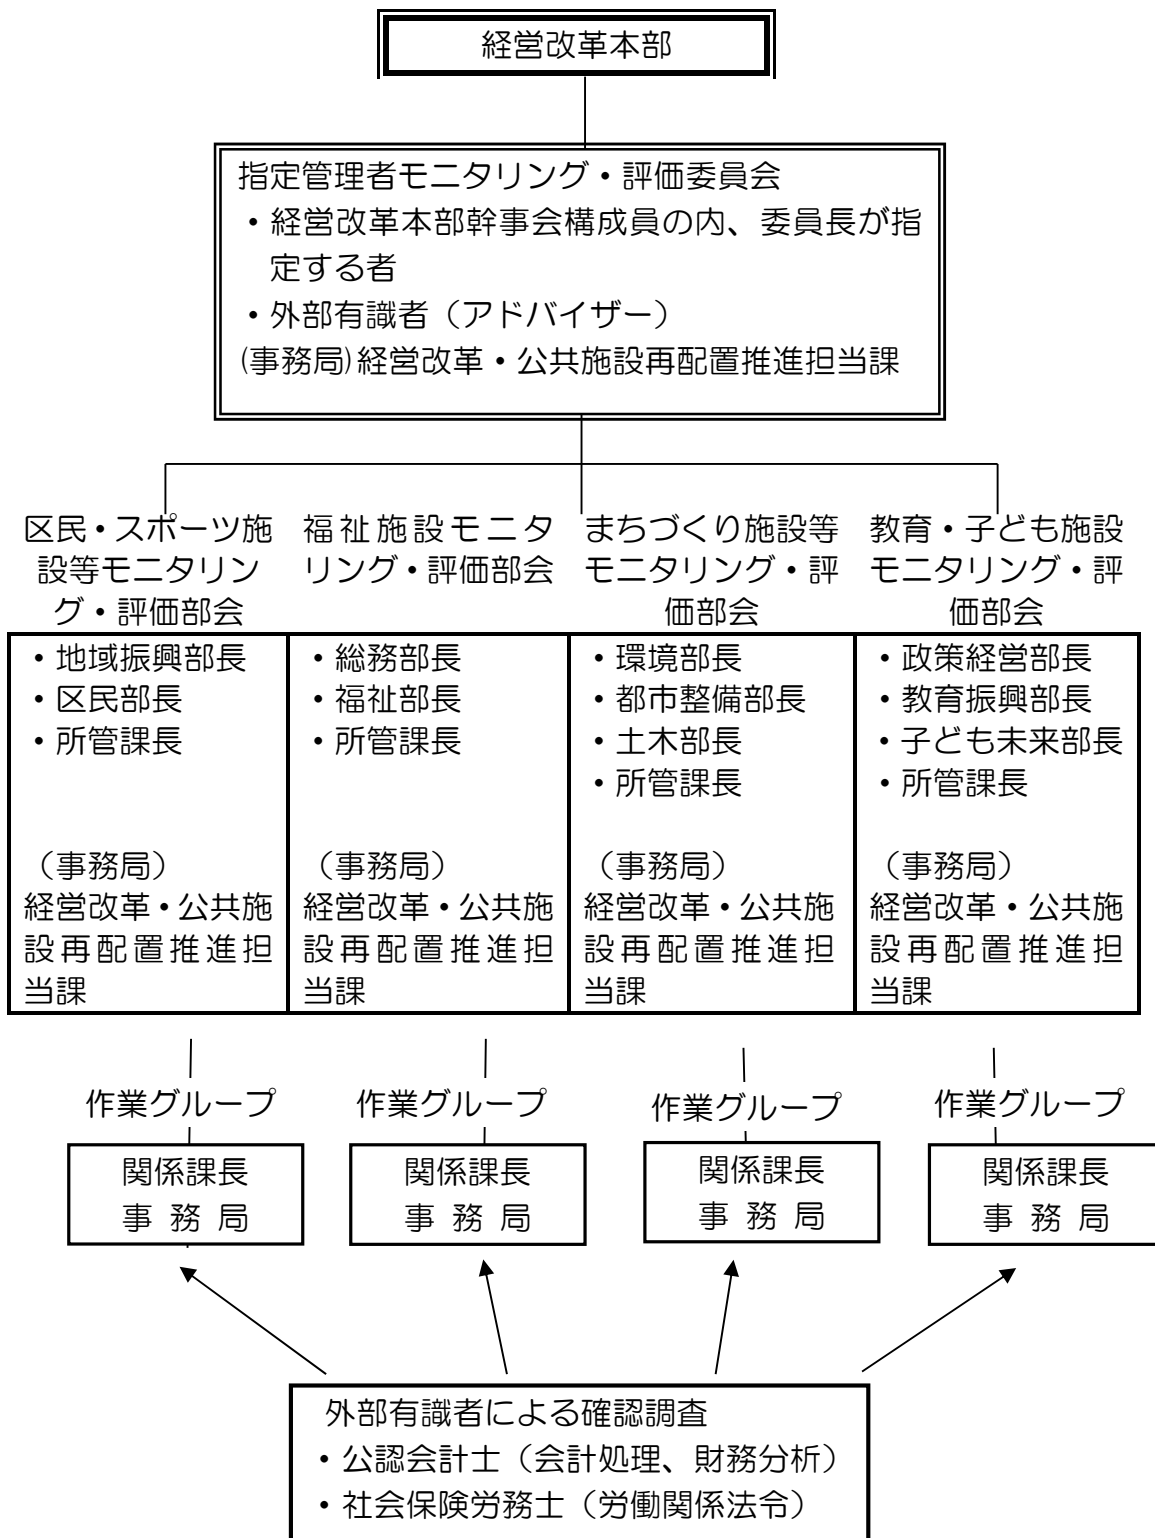 経営改革本部
指定管理者モニタリング・評価委員会
・経営改革本部幹事会構成員の内、委員長が指
定する者
・外部有識者（アドバイザー）
(事務局)経営改革・公共施設再配置推進担当課
区民・スポーツ施
設等モニタリン
グ・評価部会
福祉施設モニタ
リング・評価部会
まちづくり施設等
モニタリング・評
価部会
教育・子ども施設
モニタリング・評
価部会
・地域振興部長
・区民部長
・所管課長
（事務局）
経営改革・公共施
設再配置推進担
当課
・総務部長
・福祉部長
・所管課長
（事務局）
経営改革・公共施
設再配置推進担
当課
・環境部長
・都市整備部長
・土木部長
・所管課長
（事務局）
経営改革・公共施
設再配置推進担
当課
・政策経営部長
・教育振興部長
・子ども未来部長
・所管課長
（事務局）
経営改革・公共施
設再配置推進担
当課
作業グループ
関係課長
事 務 局
作業グループ
関係課長
事 務 局
作業グループ
関係課長
事 務 局
作業グループ
関係課長
事 務 局
外部有識者による確認調査
・公認会計士（会計処理、財務分析）
・社会保険労務士（労働関係法令）